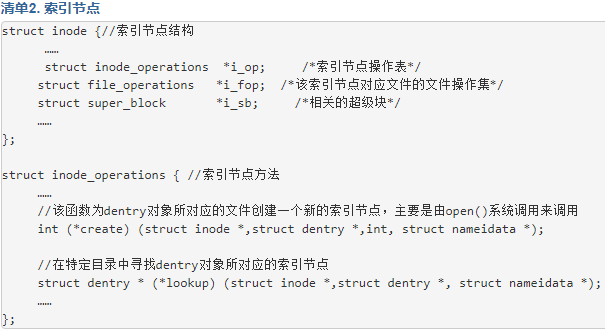 清单2. 索引节点
struct inode {//索引节点结构
……
struct inode_operations  *i_op;     /*索引节点操作表*/
struct file_operations   *i_fop;  /*该索引节点对应文件的文件操作集*/
struct super_block       *i_sb;     /*相关的超级块*/
……
};
struct inode_operations { //索引节点方法
……
//该函数为dentry对象所对应的文件创建一个新的索引节点，主要是由open()系统调用来调用
int (*create) (struct inode *,struct dentry *,int, struct nameidata *);
//在特定目录中寻找dentry对象所对应的索引节点
struct dentry * (*lookup) (struct inode *,struct dentry *, struct nameidata *);
……
};